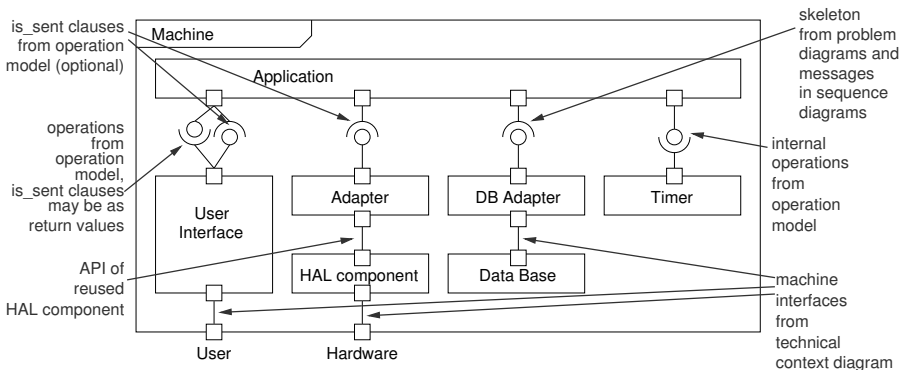 is_sent clauses
from operation
model (optional)
Machine
Application
skeleton
from problem
diagrams and
messages
in sequence
diagrams
operations
from
operation
model,
is_sent clauses
may be as
return values
internal
operations
from
operation
model
User
Interface
Adapter
DB Adapter
Timer
API of
reused
HAL component
HAL component
Data Base
machine
interfaces
from
technical
context diagram
User
Hardware